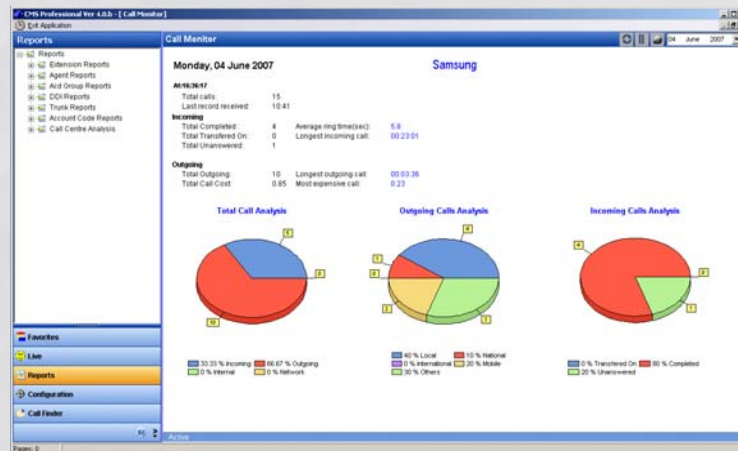 CMS Professional Ver 4.0.b - [ Call Monitor]
Exit Application
Reports
Call Monitor
04 June 2007
Reports
Extension Reports
Agent Reports
Acd Group Reports
DDI Reports
Trunk Reports
Account Code Reports
Call Centre Analysis
Monday, 04 June 2007
Samsung
At:16:36:17
Total calls: 15
Last record received: 10:41
Incoming
Total Completed : 4 Average ring time(sec): 5.8
Total Transfered On: 0 Longest incoming call: 00:23:01
Total Unanswered 1
Outgoing
Total Outgoing: 10 Longest outgoing call: 00:03:36
Total Call Cost: 0.85 Most expensive call: 0.23
Total Call Analysis
Outgoing Calls Analysis
Incoming Calls Analysis
5
0
10
4
1
0
2
4
0
1
33.33 % Incoming 66.67 % Outgoing
0 % Internal 0 % Network
40 % Local 10 % National
0 % International 20 % Mobile
30 % Others
0 % Transfered On 80 % Completed
20 % Unanswered
Favorites
Live
Reports
Configuration
Call Finder
Active
Pages: 0